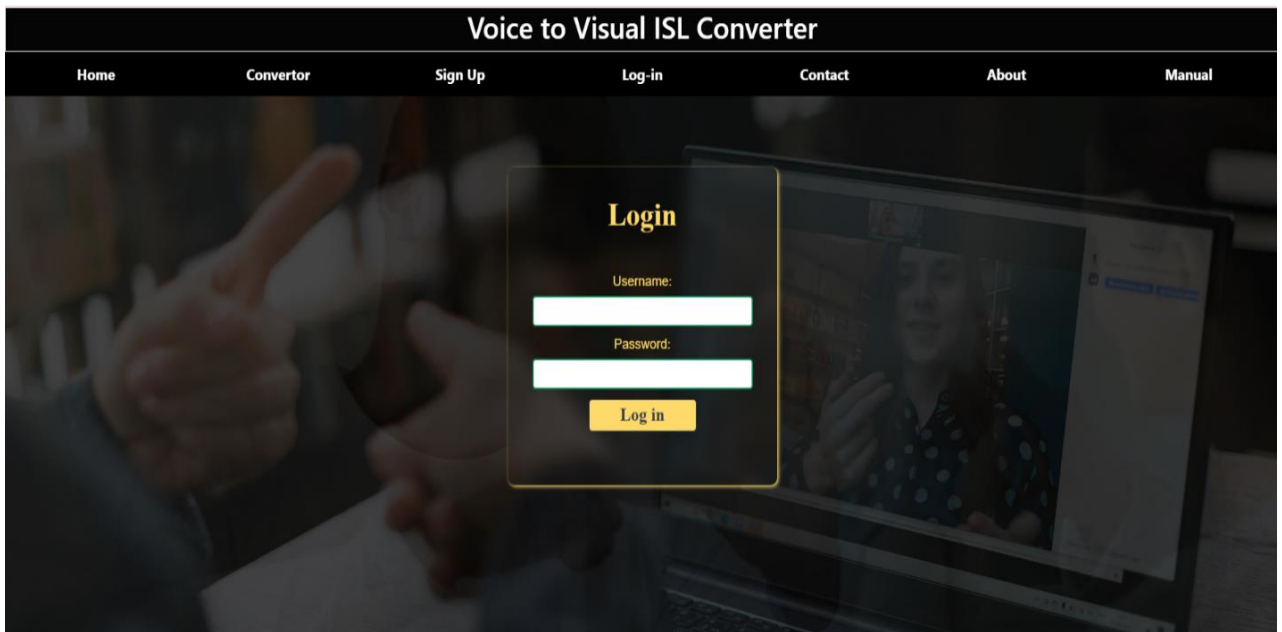 Voice to Visual ISL Converter
Home Convertor Sign Up Log-in Contact About Manual
Login
Username:
Password:
Log in